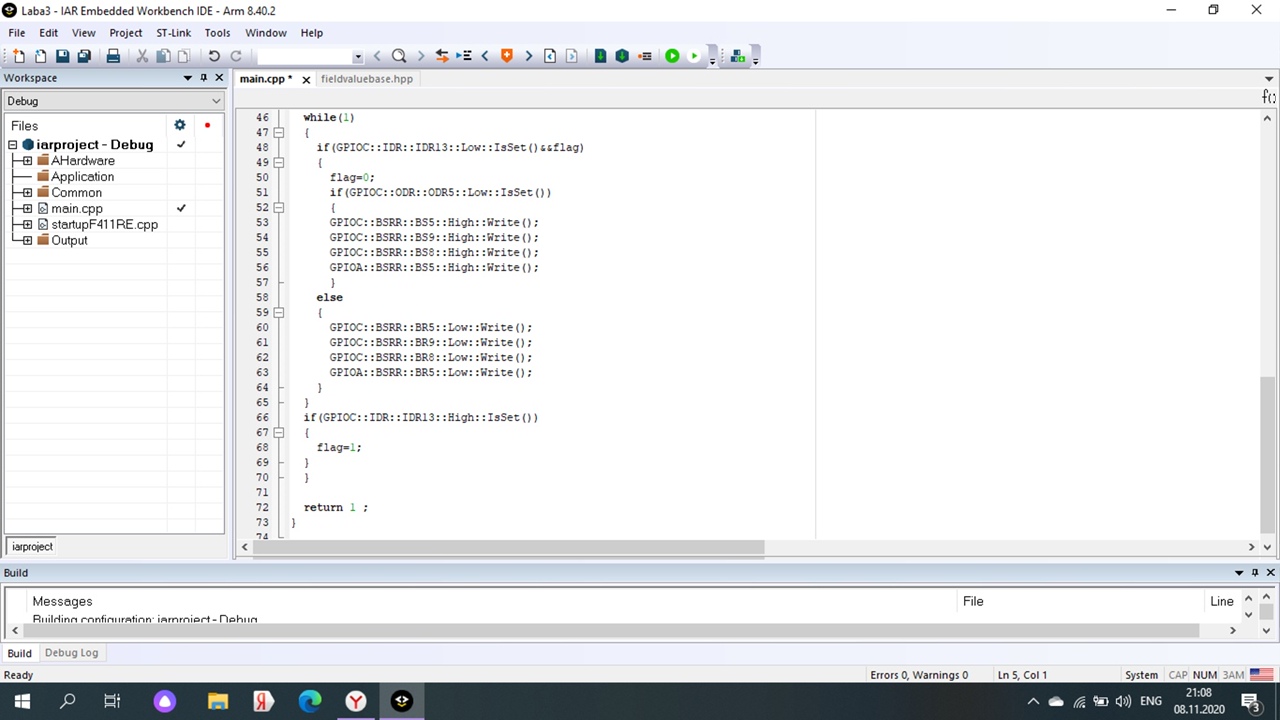 Laba3 - IAR Embedded Workbench IDE - Arm 8.40.2
File Edit View Project ST-Link Tools Window Help
Workspace
main.cpp * fieldvaluebase.hpp
Debug
f()
Files
iarproject - Debug
AHardware
Application
Common
main.cpp
startupF411RE.cpp
Output
iarproject
46 while(1)
47 {
48 if(GPIOC::IDR::IDR13::Low::IsSet()&&flag)
49 {
50 flag=0;
51 if(GPIOC::ODR::ODR5::Low::IsSet())
52 {
53 GPIOC::BSRR::BS5::High::Write();
54 GPIOC::BSRR::BS9::High::Write();
55 GPIOC::BSRR::BS8::High::Write();
56 GPIOA::BSRR::BS5::High::Write();
57 }
58 else
59 {
60 GPIOC::BSRR::BR5::Low::Write();
61 GPIOC::BSRR::BR9::Low::Write();
62 GPIOC::BSRR::BR8::Low::Write();
63 GPIOA::BSRR::BR5::Low::Write();
64 }
65 }
66 if(GPIOC::IDR::IDR13::High::IsSet())
67 {
68 flag=1;
69 }
70 }
71
72 return 1 ;
73 }
74
Build
Messages File Line
Building configuration: iarproject - Debug
Build Debug Log
Ready Errors 0, Warnings 0 Ln 5, Col 1 System CAP NUM ЗАМ
ENG 21:08
08.11.2020
3